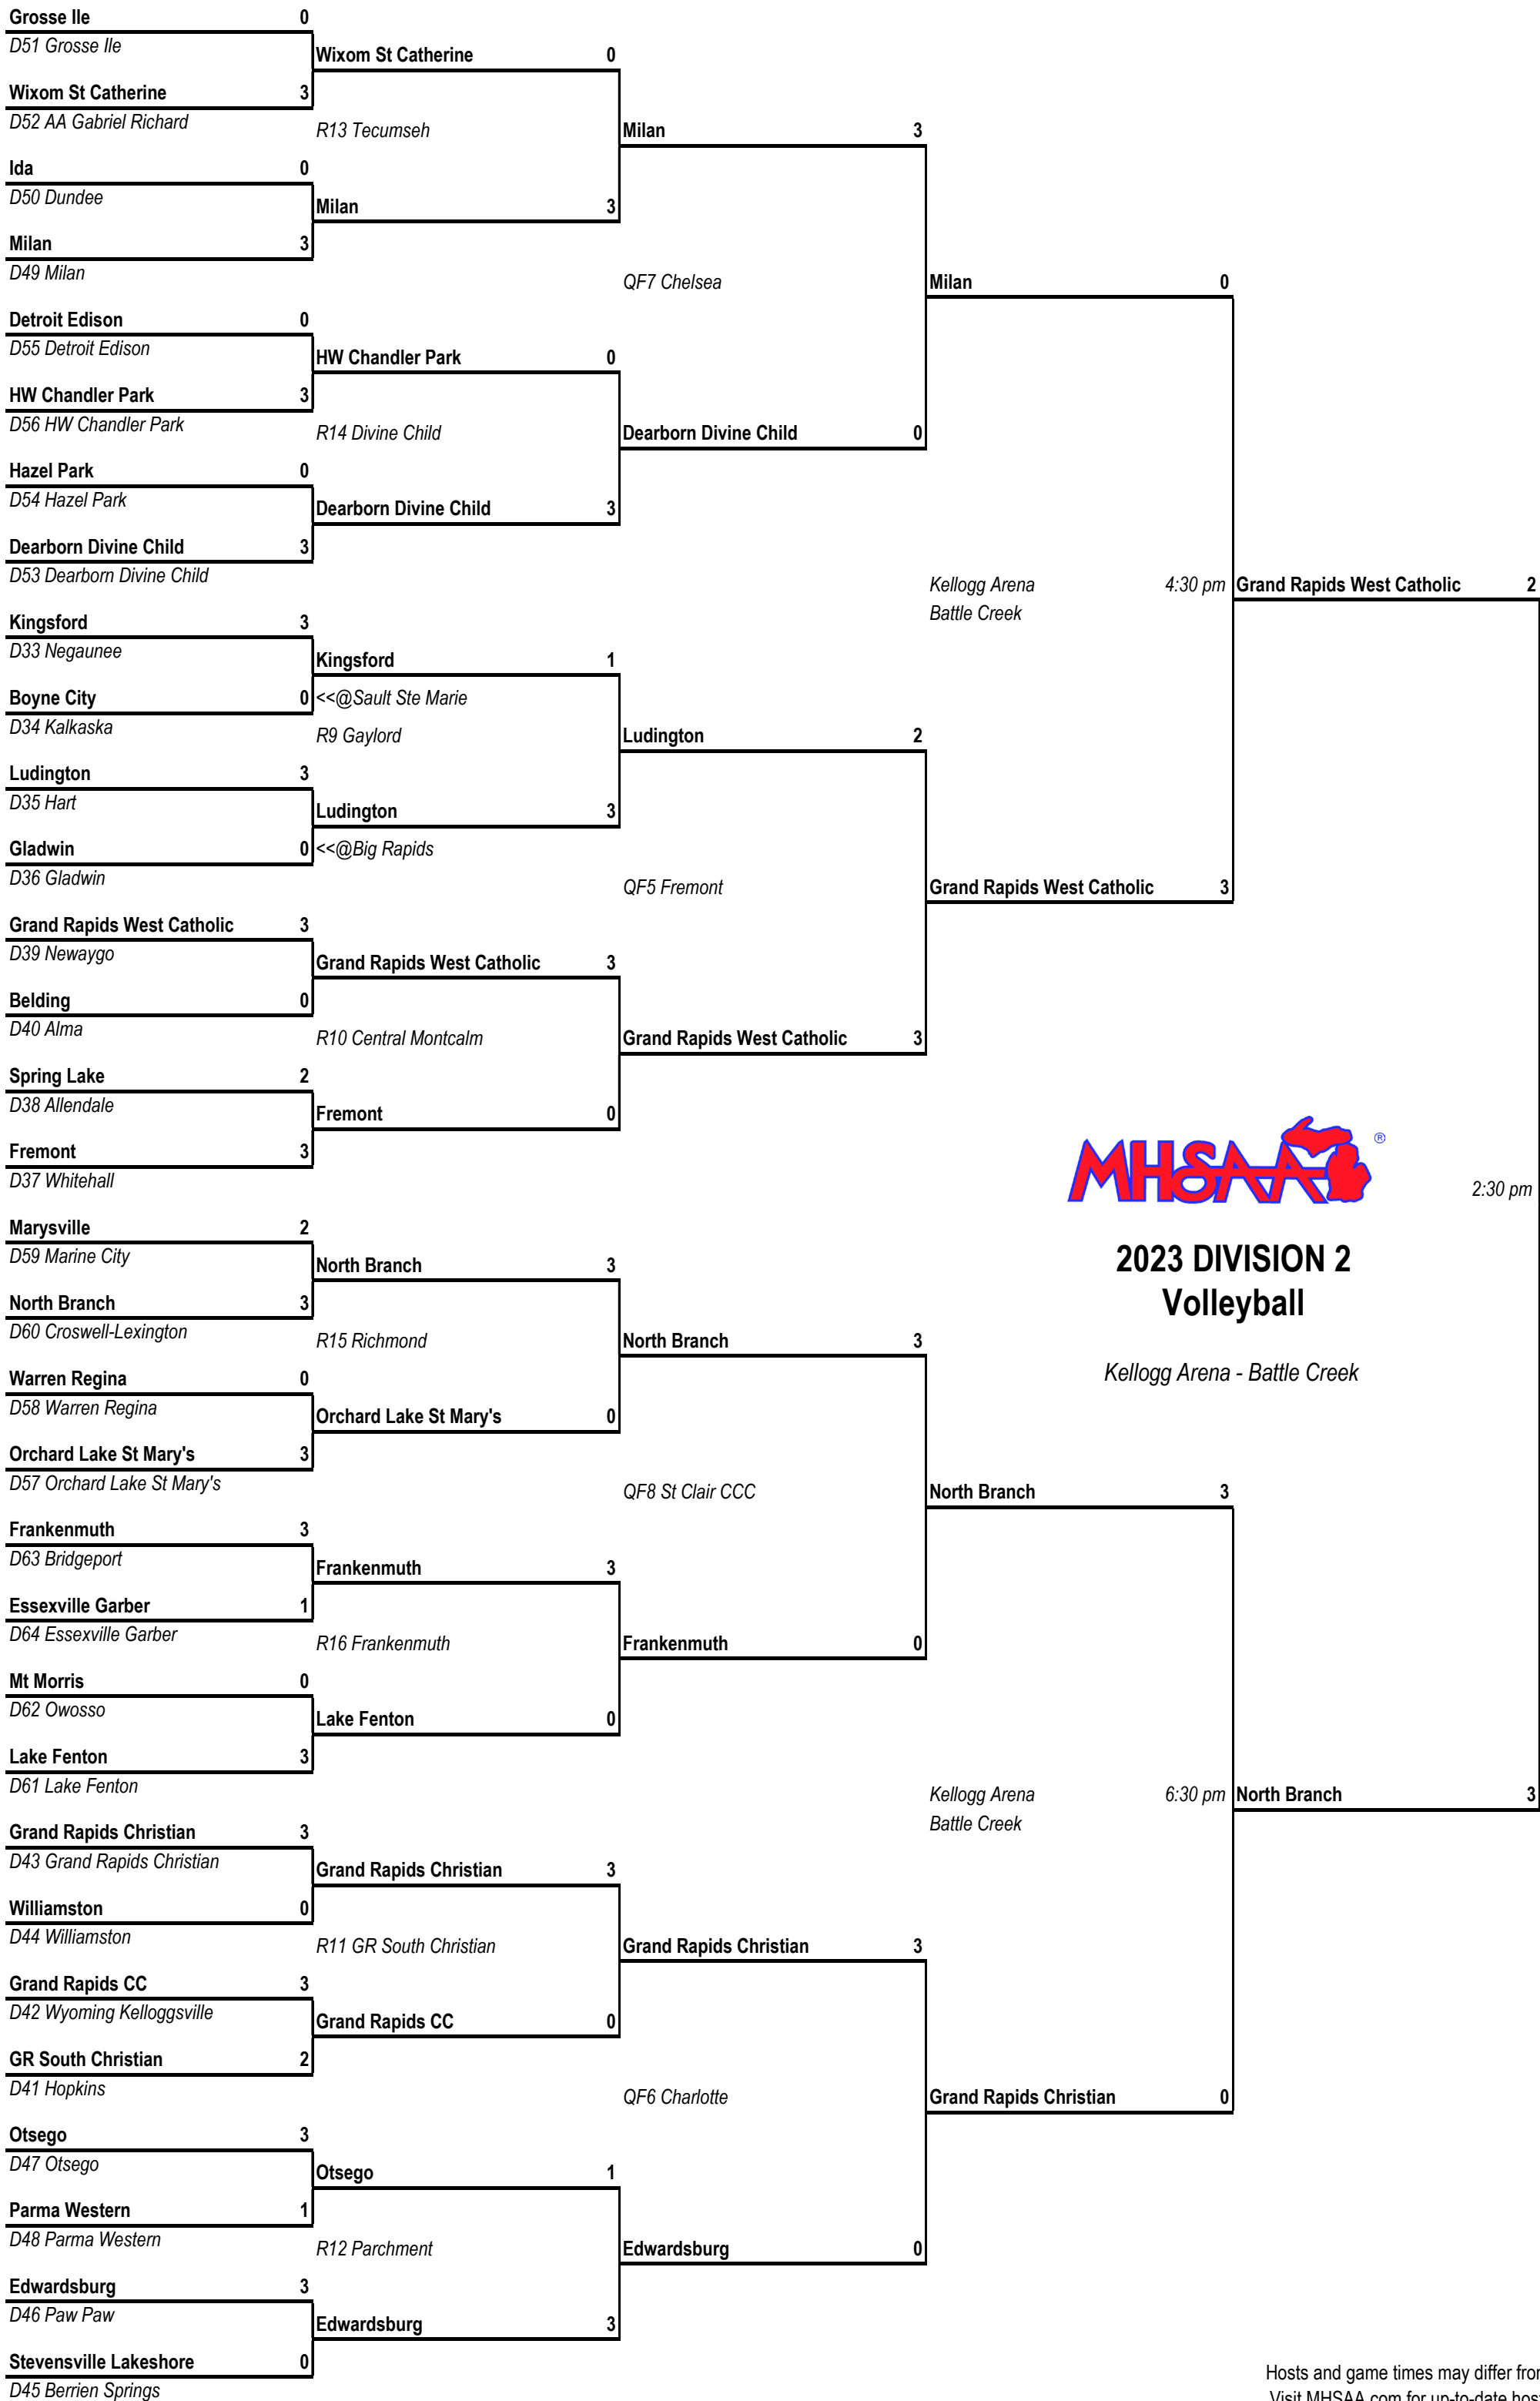 Grosse Ile 0
D51 Grosse Ile
Wixom St Catherine 0
Wixom St Catherine 3
D52 AA Gabriel Richard
R13 Tecumseh
Milan 3
Ida 0
D50 Dundee
Milan 3
Milan 3
D49 Milan
QF7 Chelsea
Milan 0
Detroit Edison 0
D55 Detroit Edison
HW Chandler Park 0
HW Chandler Park 3
D56 HW Chandler Park
R14 Divine Child
Dearborn Divine Child 0
Hazel Park 0
D54 Hazel Park
Dearborn Divine Child 3
Dearborn Divine Child 3
D53 Dearborn Divine Child
Kellogg Arena 4:30 pm
Battle Creek
Grand Rapids West Catholic 2
Kingsford 3
D33 Negaunee
Kingsford 1
Boyne City 0
<<@Sault Ste Marie
D34 Kalkaska
R9 Gaylord
Ludington 2
Ludington 3
D35 Hart
Ludington 3
Gladwin 0
<<@Big Rapids
D36 Gladwin
QF5 Fremont
Grand Rapids West Catholic 3
Grand Rapids West Catholic 3
D39 Newaygo
Grand Rapids West Catholic 3
Belding 0
D40 Alma
R10 Central Montcalm
Grand Rapids West Catholic 3
Spring Lake 2
D38 Allendale
Fremont 0
Fremont 3
D37 Whitehall
MHSAA ®
2:30 pm
2023 DIVISION 2
Volleyball
Kellogg Arena - Battle Creek
Marysville 2
D59 Marine City
North Branch 3
North Branch 3
D60 Croswell-Lexington
R15 Richmond
North Branch 3
Warren Regina 0
D58 Warren Regina
Orchard Lake St Mary's 0
Orchard Lake St Mary's 3
D57 Orchard Lake St Mary's
QF8 St Clair CCC
North Branch 3
Frankenmuth 3
D63 Bridgeport
Frankenmuth 3
Essexville Garber 1
D64 Essexville Garber
R16 Frankenmuth
Frankenmuth 0
Mt Morris 0
D62 Owosso
Lake Fenton 0
Lake Fenton 3
D61 Lake Fenton
Kellogg Arena 6:30 pm
Battle Creek
North Branch 3
Grand Rapids Christian 3
D43 Grand Rapids Christian
Grand Rapids Christian 3
Williamston 0
D44 Williamston
R11 GR South Christian
Grand Rapids Christian 3
Grand Rapids CC 3
D42 Wyoming Kelloggsville
Grand Rapids CC 0
GR South Christian 2
D41 Hopkins
QF6 Charlotte
Grand Rapids Christian 0
Otsego 3
D47 Otsego
Otsego 1
Parma Western 1
D48 Parma Western
R12 Parchment
Edwardsburg 0
Edwardsburg 3
D46 Paw Paw
Edwardsburg 3
Stevensville Lakeshore 0
D45 Berrien Springs
Hosts and game times may differ fro
Visit MHSAA.com for up-to-date hos